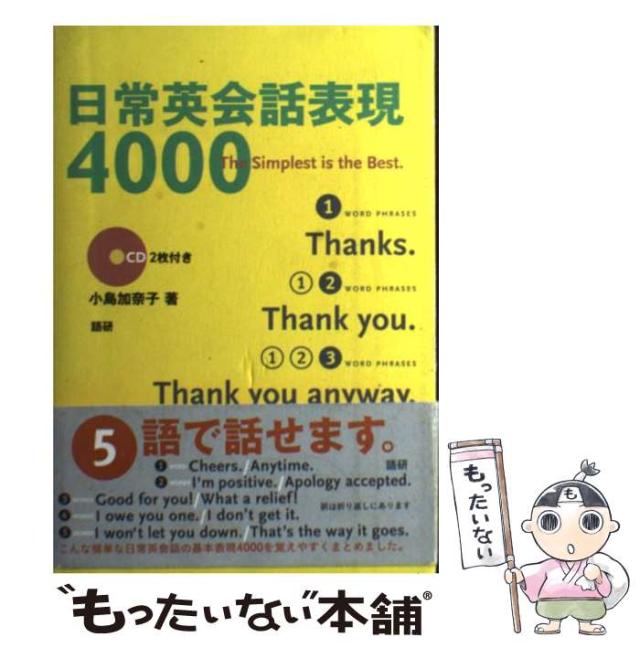 日常英会話表現
4000
The Simplest is the Best.
1 WORD PHRASES
Thanks.
① 2 WORD PHRASES
Thank you.
① ② 3 WORD PHRASES
Thank you anyway.
CD 2枚付き
小島加奈子 著
語研
5 語で話せます。
1 Cheers./Anytime.
語研
2 I'm positive./Apology accepted.
3 Good for you!/What a relief!
訳は折り返しにあります
4 I owe you one./I don't get it.
5 I won't let you down./That's the way it goes.
こんな簡単な日常英会話の基本表現4000を覚えやすくまとめました。
もったいない
も
"もったいない"本舗®